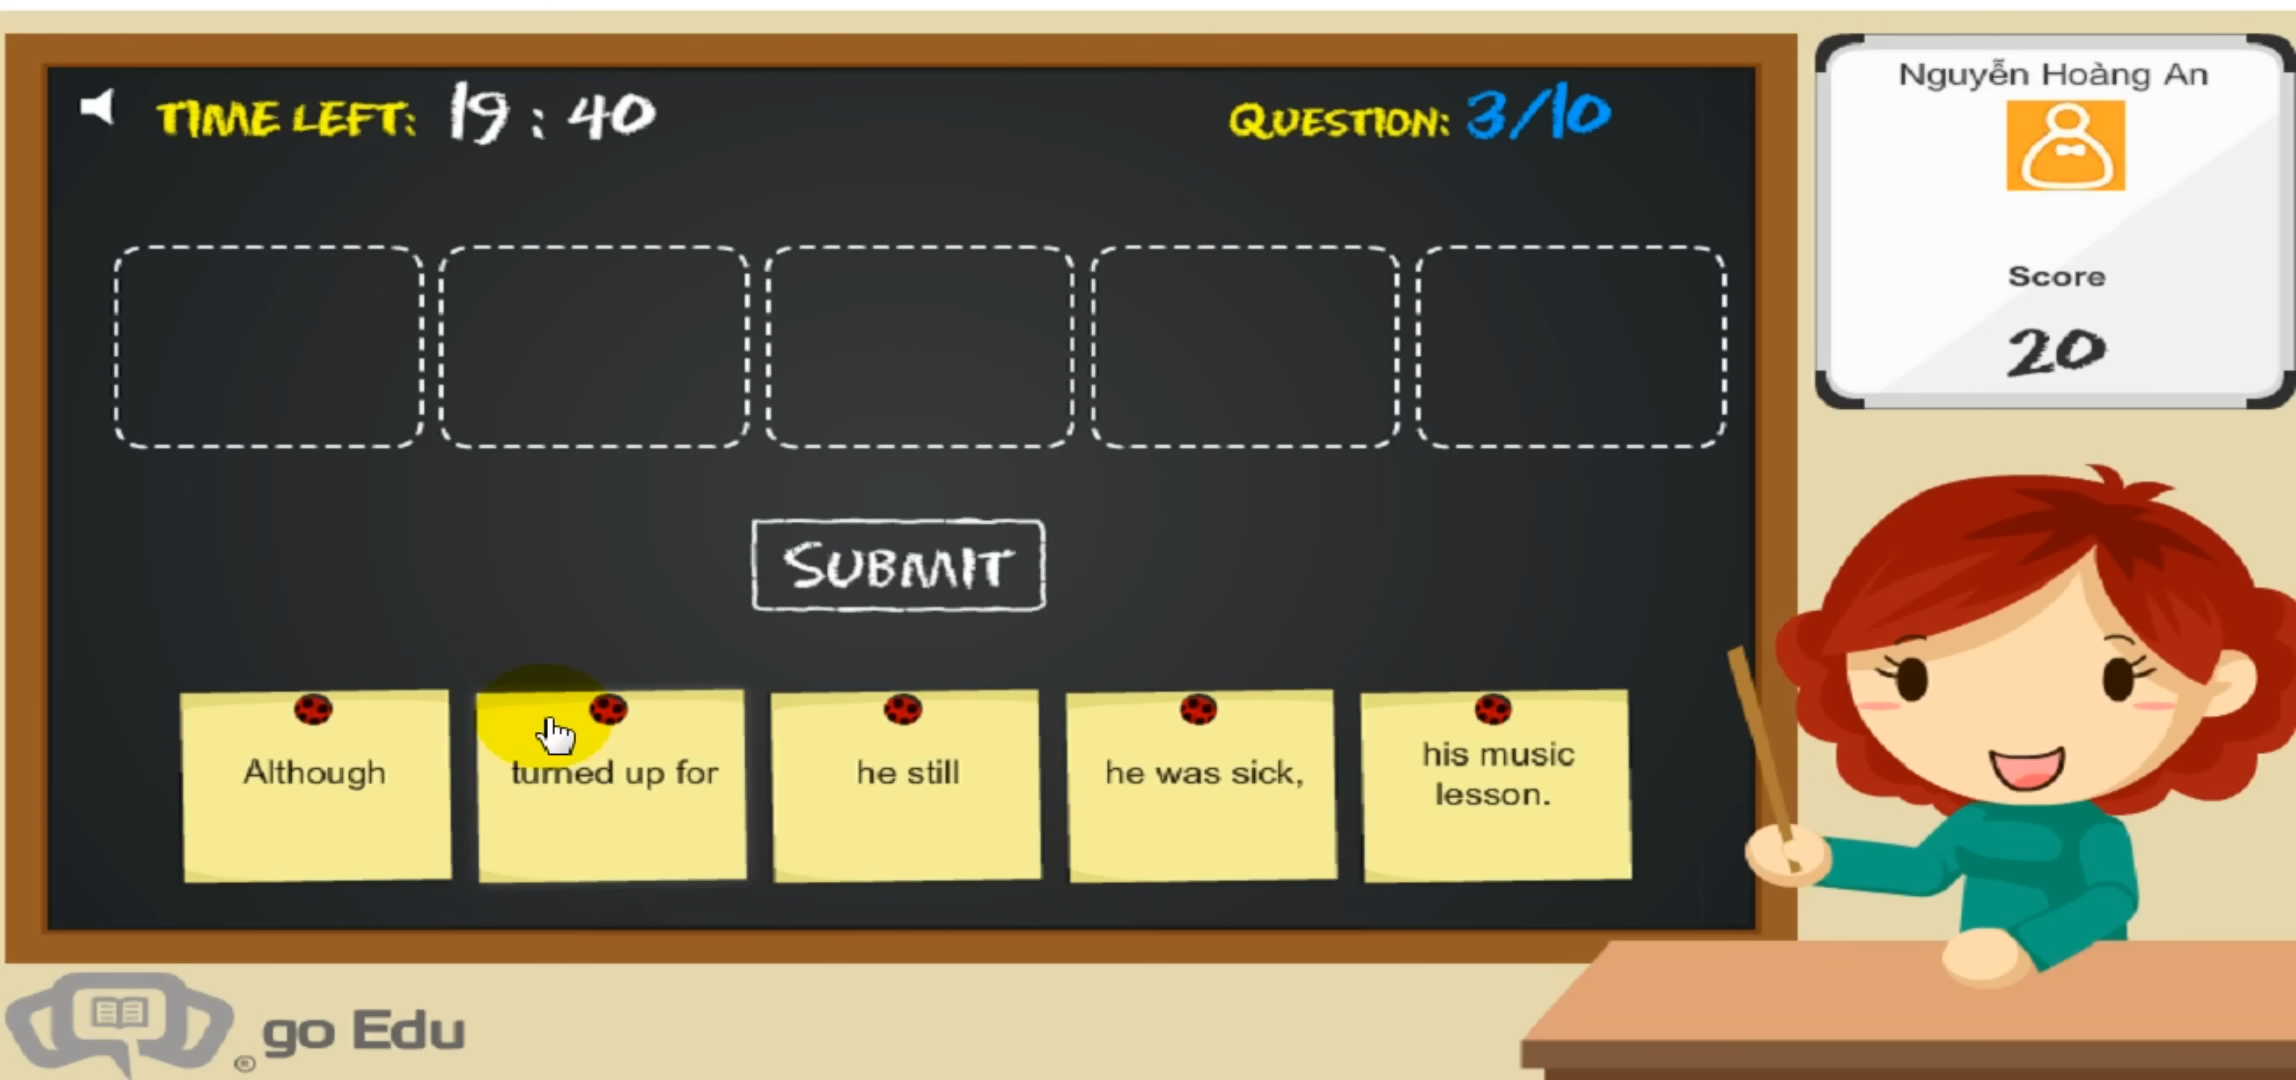 Nguyễn Hoàng An
TIME LEFT: 19 : 40
QUESTION: 3/10
Score
20
SUBMIT
Although
turned up for
he still
he was sick,
his music
lesson.
® go Edu